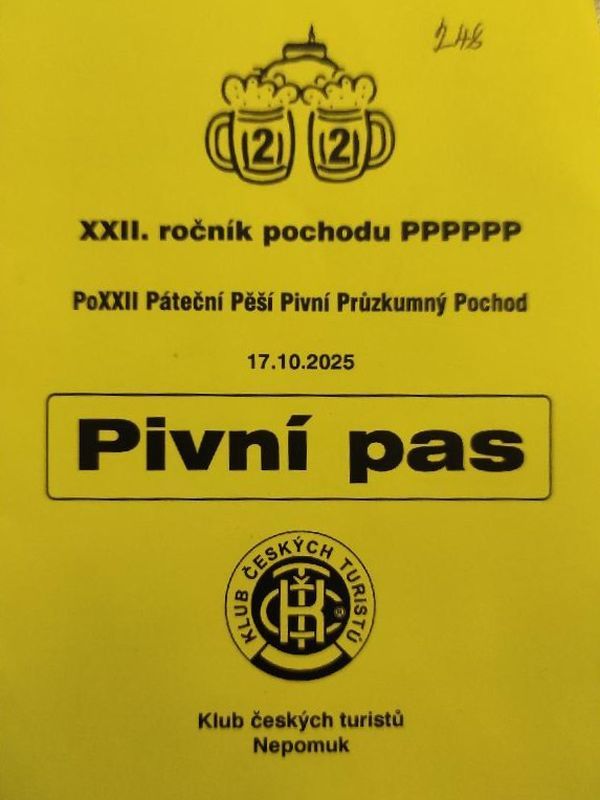 248
2 2
XXII. ročník pochodu PPPPPP
PoXXII Páteční Pěší Pivní Průzkumný Pochod
17.10.2025
Pivní pas
KLUB ČESKÝCH TURISTŮ
KČT
®
Klub českých turistů
Nepomuk